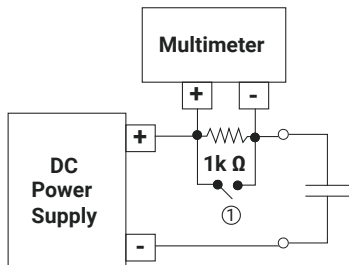 Multimeter
+ -
+
1k Ω
DC
Power
Supply
①
-